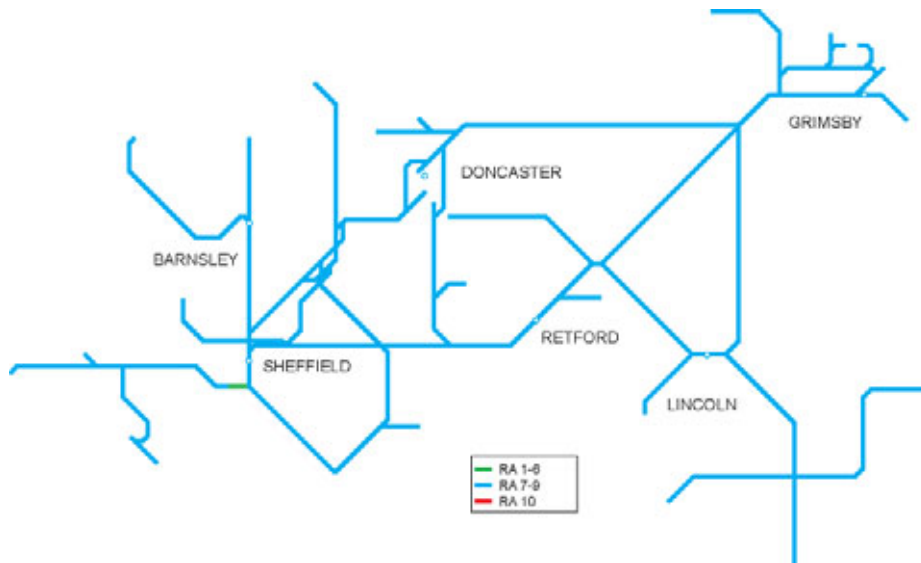 GRIMSBY
DONCASTER
BARNSLEY
RETFORD
SHEFFIELD
LINCOLN
RA 1-6
RA 7-9
RA 10